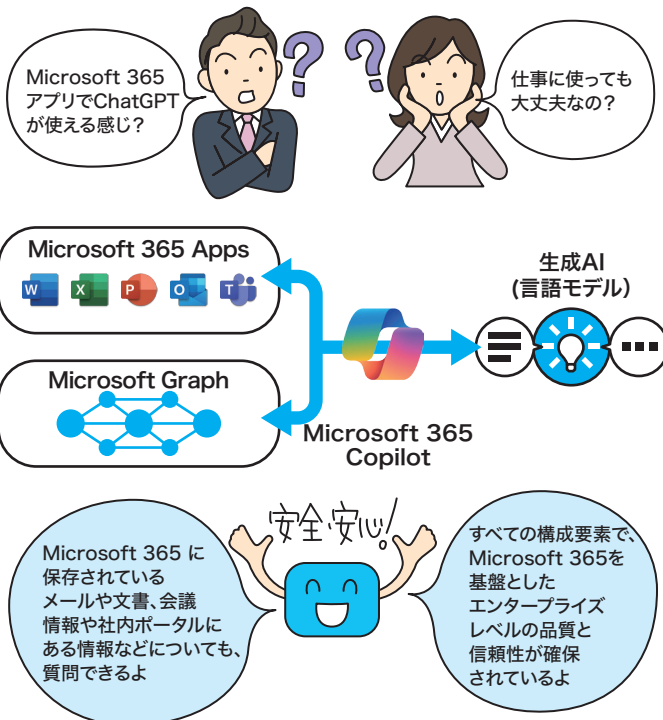 Microsoft 365
アプリでChatGPT
が使える感じ？
仕事に使っても
大丈夫なの？
Microsoft 365 Apps
W
X
P
O
T
生成AI
(言語モデル)
Microsoft Graph
Microsoft 365
Copilot
安全・安心!
Microsoft 365 に
保存されている
メールや文書、会議
情報や社内ポータルに
ある情報などについても、
質問できるよ
すべての構成要素で、
Microsoft 365を
基盤とした
エンタープライズ
レベルの品質と
信頼性が確保
されているよ